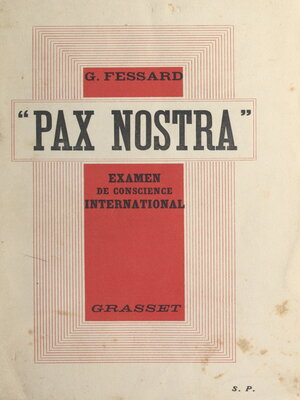 G. FESSARD
"PAX NOSTRA"
EXAMEN
DE CONSCIENCE
INTERNATIONAL
GRASSET
S. P.